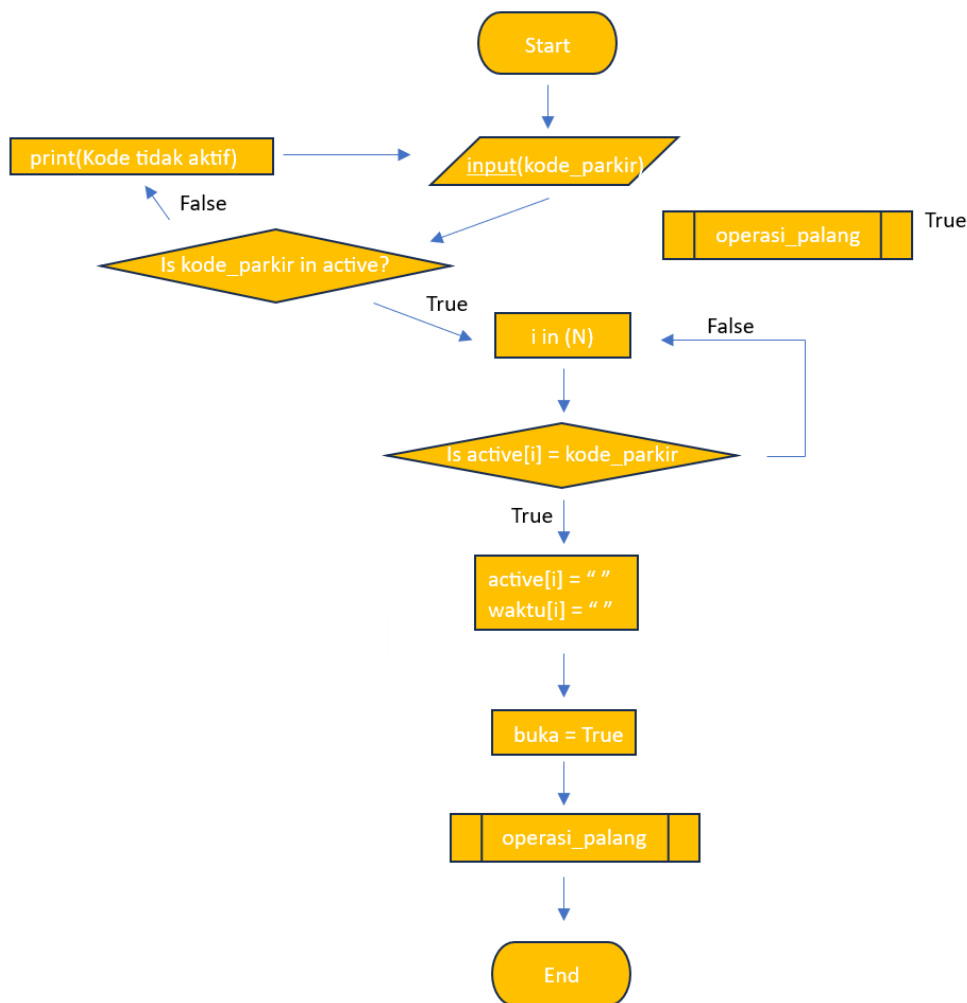 Start
print(Kode tidak aktif)
input(kode_parkir)
False
operasi_palang
True
Is kode_parkir in active?
True
i in (N)
False
Is active[i] = kode_parkir
True
active[i] = “ ”
waktu[i] = “ ”
buka = True
operasi_palang
End